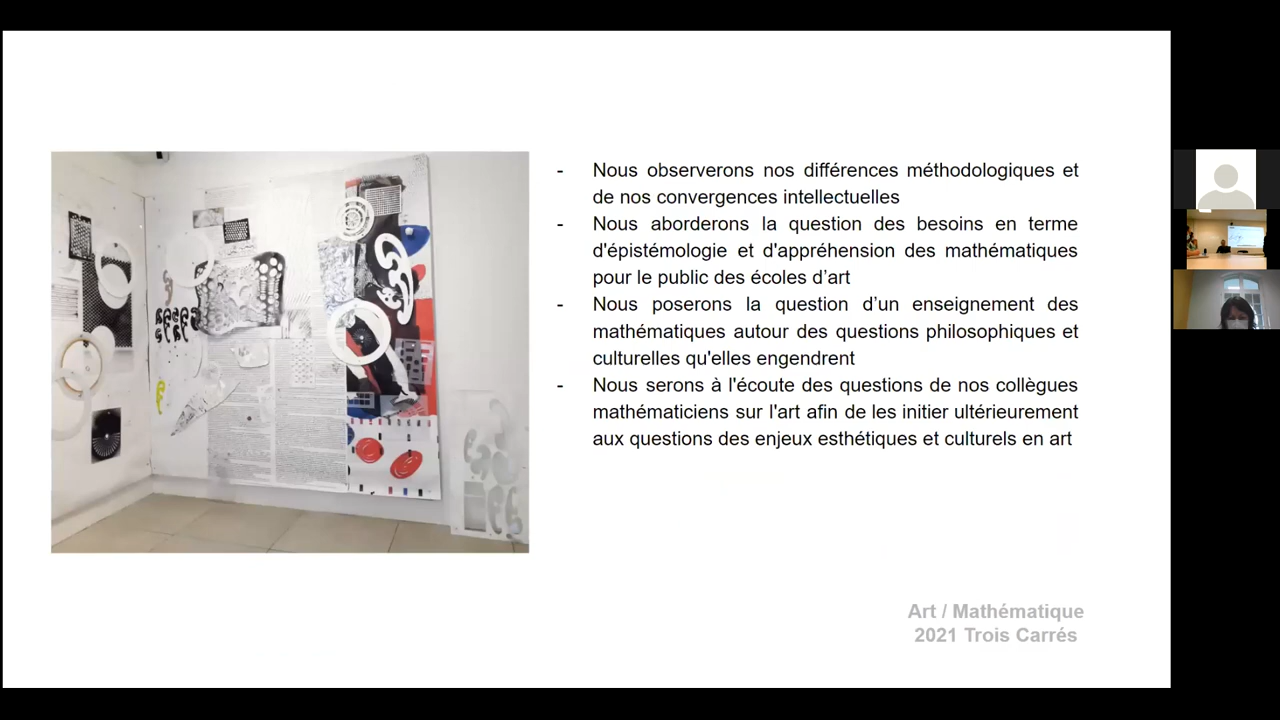 - Nous observerons nos différences méthodologiques et
de nos convergences intellectuelles
- Nous aborderons la question des besoins en terme
d'épistémologie et d'appréhension des mathématiques
pour le public des écoles d’art
- Nous poserons la question d’un enseignement des
mathématiques autour des questions philosophiques et
culturelles qu'elles engendrent
- Nous serons à l'écoute des questions de nos collègues
mathématiciens sur l'art afin de les initier ultérieurement
aux questions des enjeux esthétiques et culturels en art
Art / Mathématique
2021 Trois Carrés